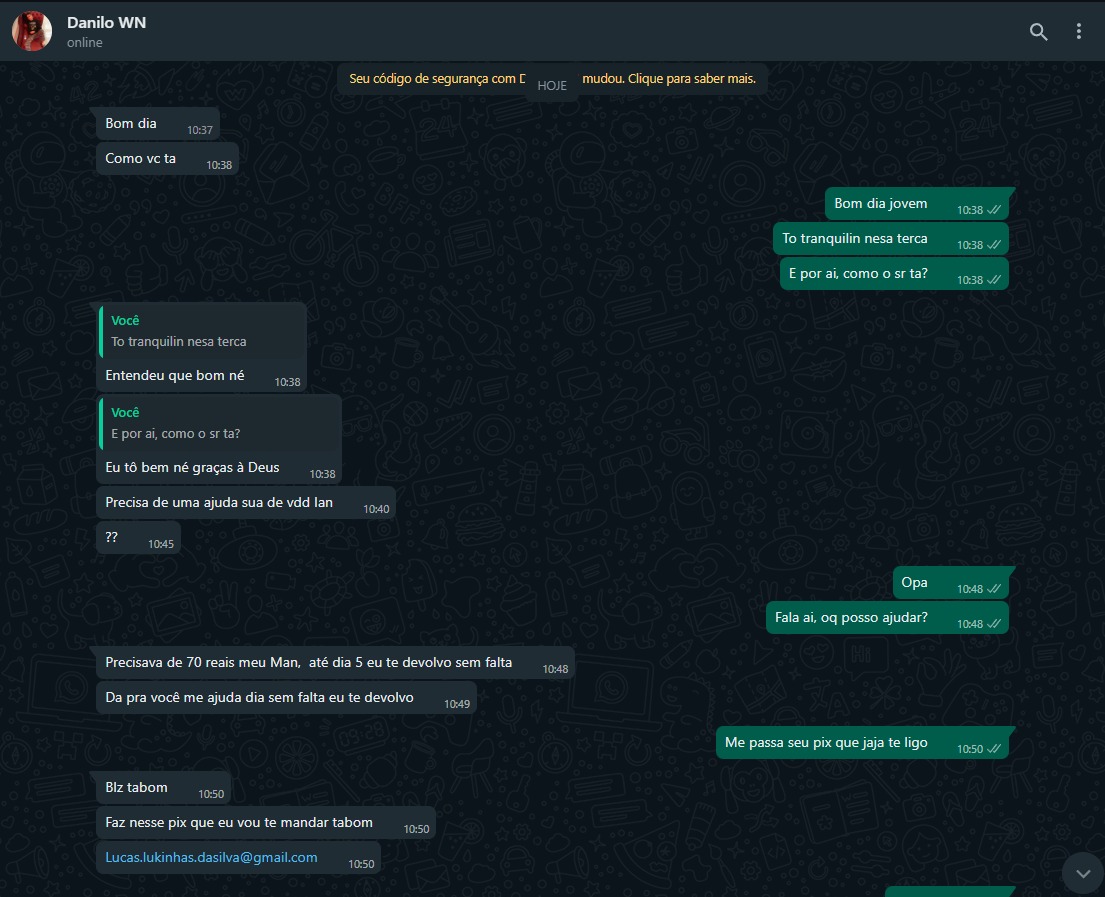 Danilo WN
online
Seu código de segurança com D mudou. Clique para saber mais.
HOJE
Bom dia
10:37
Como vc ta
10:38
Bom dia jovem
10:38
To tranquilin nesa terca
10:38
E por ai, como o sr ta?
10:38
Você
To tranquilin nesa terca
Entendeu que bom né
10:38
Você
E por ai, como o sr ta?
Eu tô bem né graças à Deus
10:38
Precisa de uma ajuda sua de vdd Ian
10:40
??
10:45
Opa
10:48
Fala ai, oq posso ajudar?
10:48
Precisava de 70 reais meu Man, até dia 5 eu te devolvo sem falta
10:48
Da pra você me ajuda dia sem falta eu te devolvo
10:49
Me passa seu pix que jaja te ligo
10:50
Blz tabom
10:50
Faz nesse pix que eu vou te mandar tabom
10:50
Lucas.lukinhas.dasilva@gmail.com
10:50